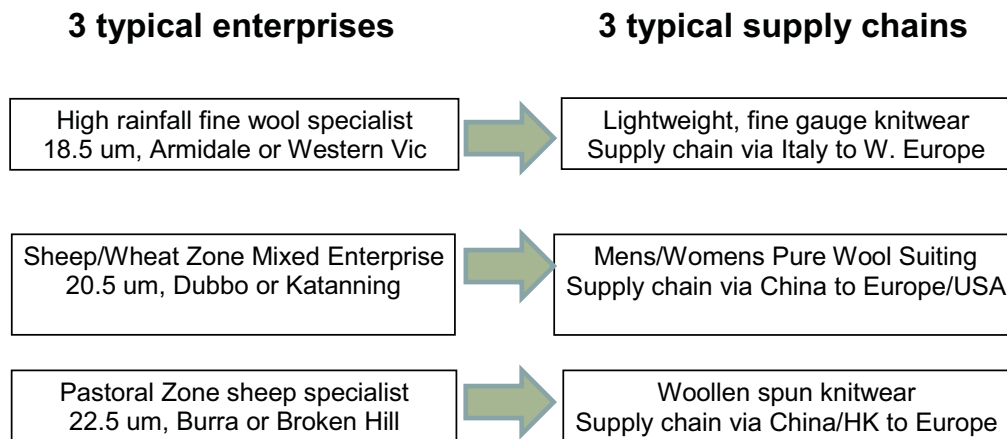 3 typical enterprises
3 typical supply chains
High rainfall fine wool specialist
18.5 um, Armidale or Western Vic
Lightweight, fine gauge knitwear
Supply chain via Italy to W. Europe
Sheep/Wheat Zone Mixed Enterprise
20.5 um, Dubbo or Katanning
Mens/Womens Pure Wool Suiting
Supply chain via China to Europe/USA
Pastoral Zone sheep specialist
22.5 um, Burra or Broken Hill
Woollen spun knitwear
Supply chain via China/HK to Europe